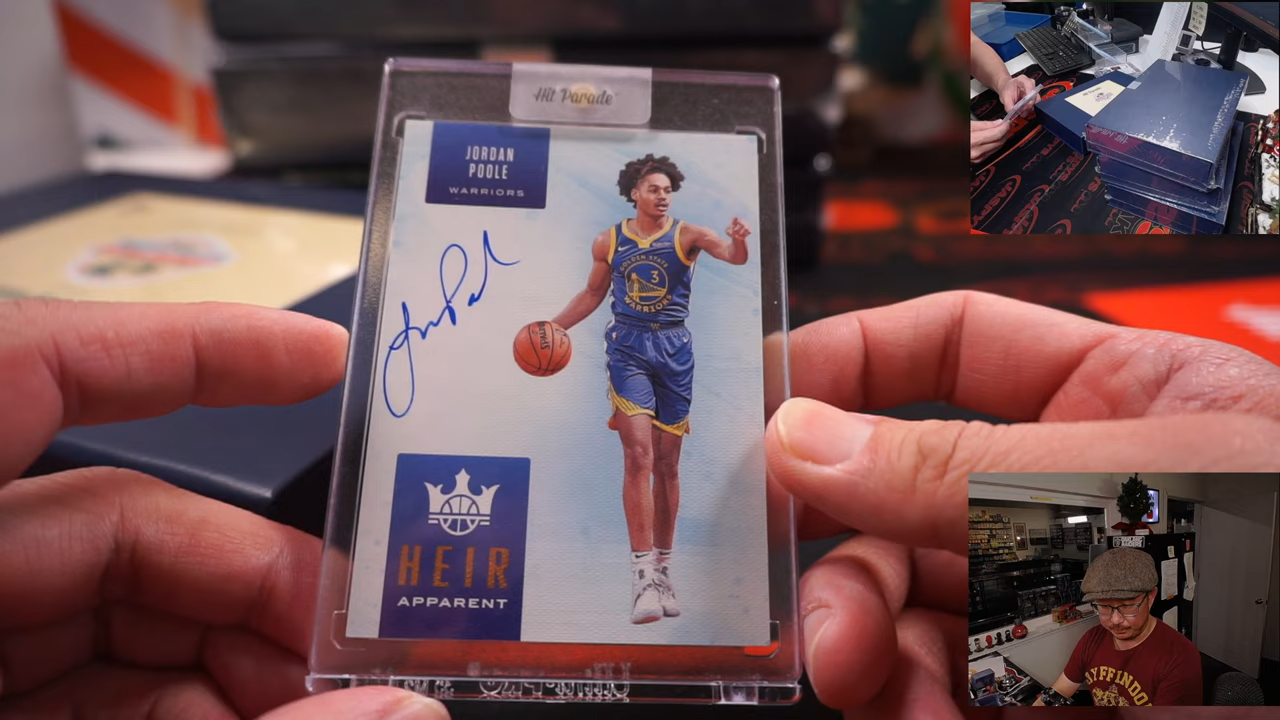 Hit Parade
JORDAN
POOLE
WARRIORS
GOLDEN STATE
3
WARRIORS
HEIR
APPARENT